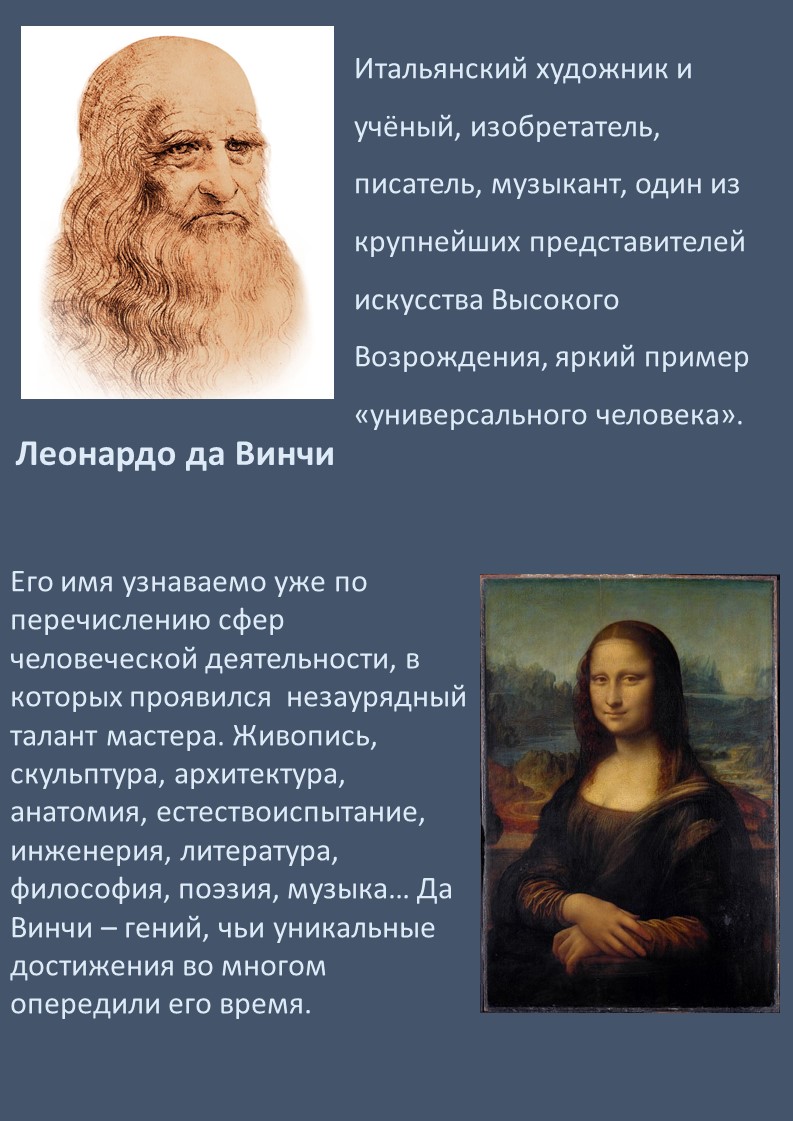 Итальянский художник и
учёный, изобретатель,
писатель, музыкант, один из
крупнейших представителей
искусства Высокого
Возрождения, яркий пример
«универсального человека».
Леонардо да Винчи
Его имя узнаваемо уже по
перечислению сфер
человеческой деятельности, в
которых проявился  незаурядный
талант мастера. Живопись,
скульптура, архитектура,
анатомия, естествоиспытание,
инженерия, литература,
философия, поэзия, музыка… Да
Винчи – гений, чьи уникальные
достижения во многом
опередили его время.